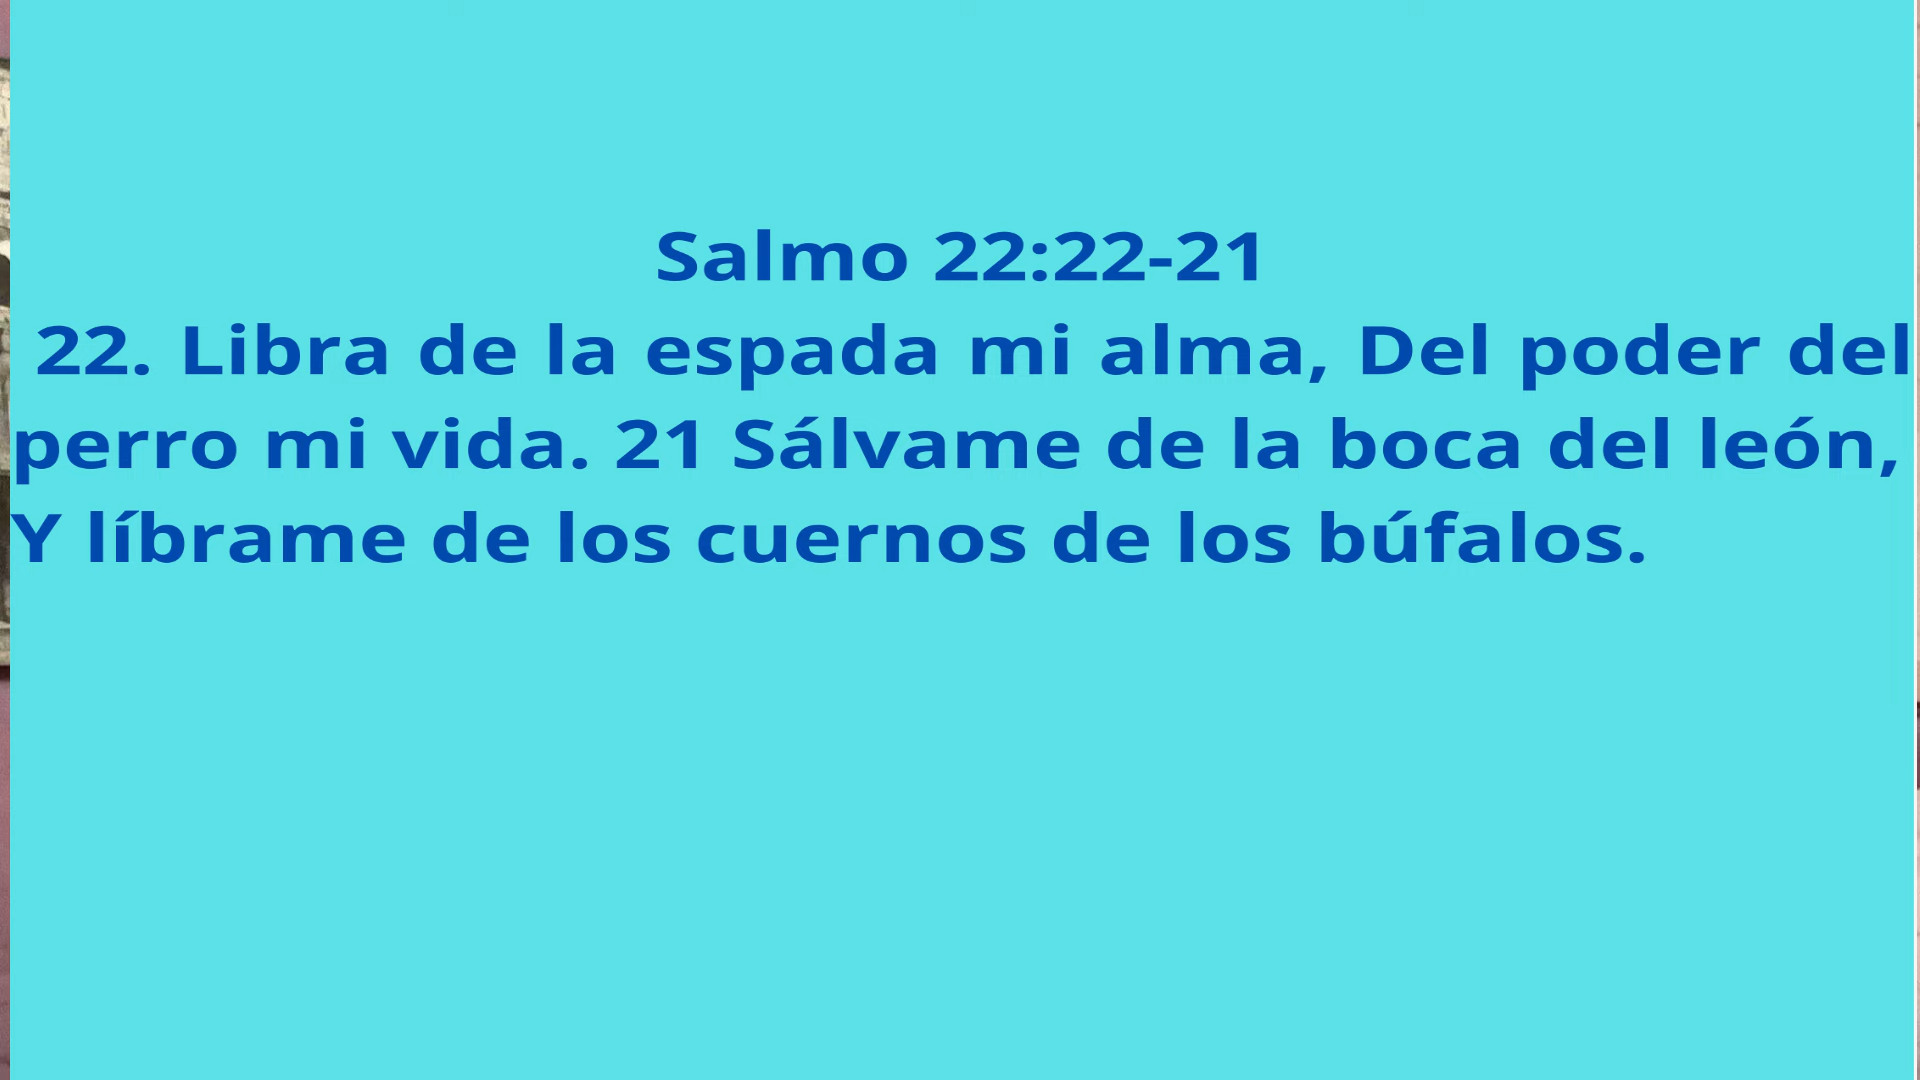 Salmo 22:22-21
22. Libra de la espada mi alma, Del poder del
perro mi vida. 21 Sálvame de la boca del león,
Y líbrame de los cuernos de los búfalos.